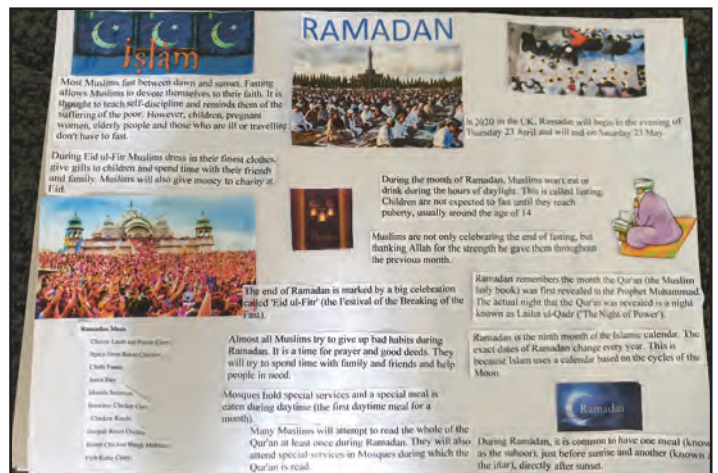 islam
RAMADAN
Most Muslims fast between dawn and sunset. Fasting
allows Muslims to devote themselves to their faith. It is
thought to teach self-discipline and reminds them of the
suffering of the poor. However, children, pregnant
women, elderly people and those who are ill or travelling
don't have to fast.
In 2020 in the UK, Ramadan will begin in the evening of
Thursday 23 April and will end on Saturday 23 May.
During Eid ul-Fitr Muslims dress in their finest clothes,
give gifts to children and spend time with their friends
and family. Muslims will also give money to charity at
Eid.
During the month of Ramadan, Muslims won't eat or
drink during the hours of daylight. This is called fasting.
Children are not expected to fast until they reach
puberty, usually around the age of 14
Muslims are not only celebrating the end of fasting, but
thanking Allah for the strength he gave them throughout
the previous month.
The end of Ramadan is marked by a big celebration
called 'Eid ul-Fitr' (the Festival of the Breaking of the
Fast).
Ramadan remembers the month the Qur'an (the Muslim
holy book) was first revealed to the Prophet Muhammad.
The actual night that the Qur'an was revealed is a night
known as Lailut ul-Qadr ('The Night of Power').
Ramadan
Chilli
Chicken
Chicken
Almost all Muslims try to give up bad habits during
Ramadan. It is a time for prayer and good deeds. They
will try to spend time with family and friends and help
people in need.
Ramadan is the ninth month of the Islamic calendar. The
exact dates of Ramadan change every year. This is
because Islam uses a calendar based on the cycles of the
Moon.
Mosques hold special services and a special meal is
eaten during daytime (the first daytime meal for a
month).
Ramadan
Many Muslims will attempt to read the whole of the
Qur'an at least once during Ramadan. They will also
attend special services in Mosques during which the
Qur'an is read.
During Ramadan, it is common to have one meal (known
as the suhoor), just before sunrise and another (known
the iftar), directly after sunset.